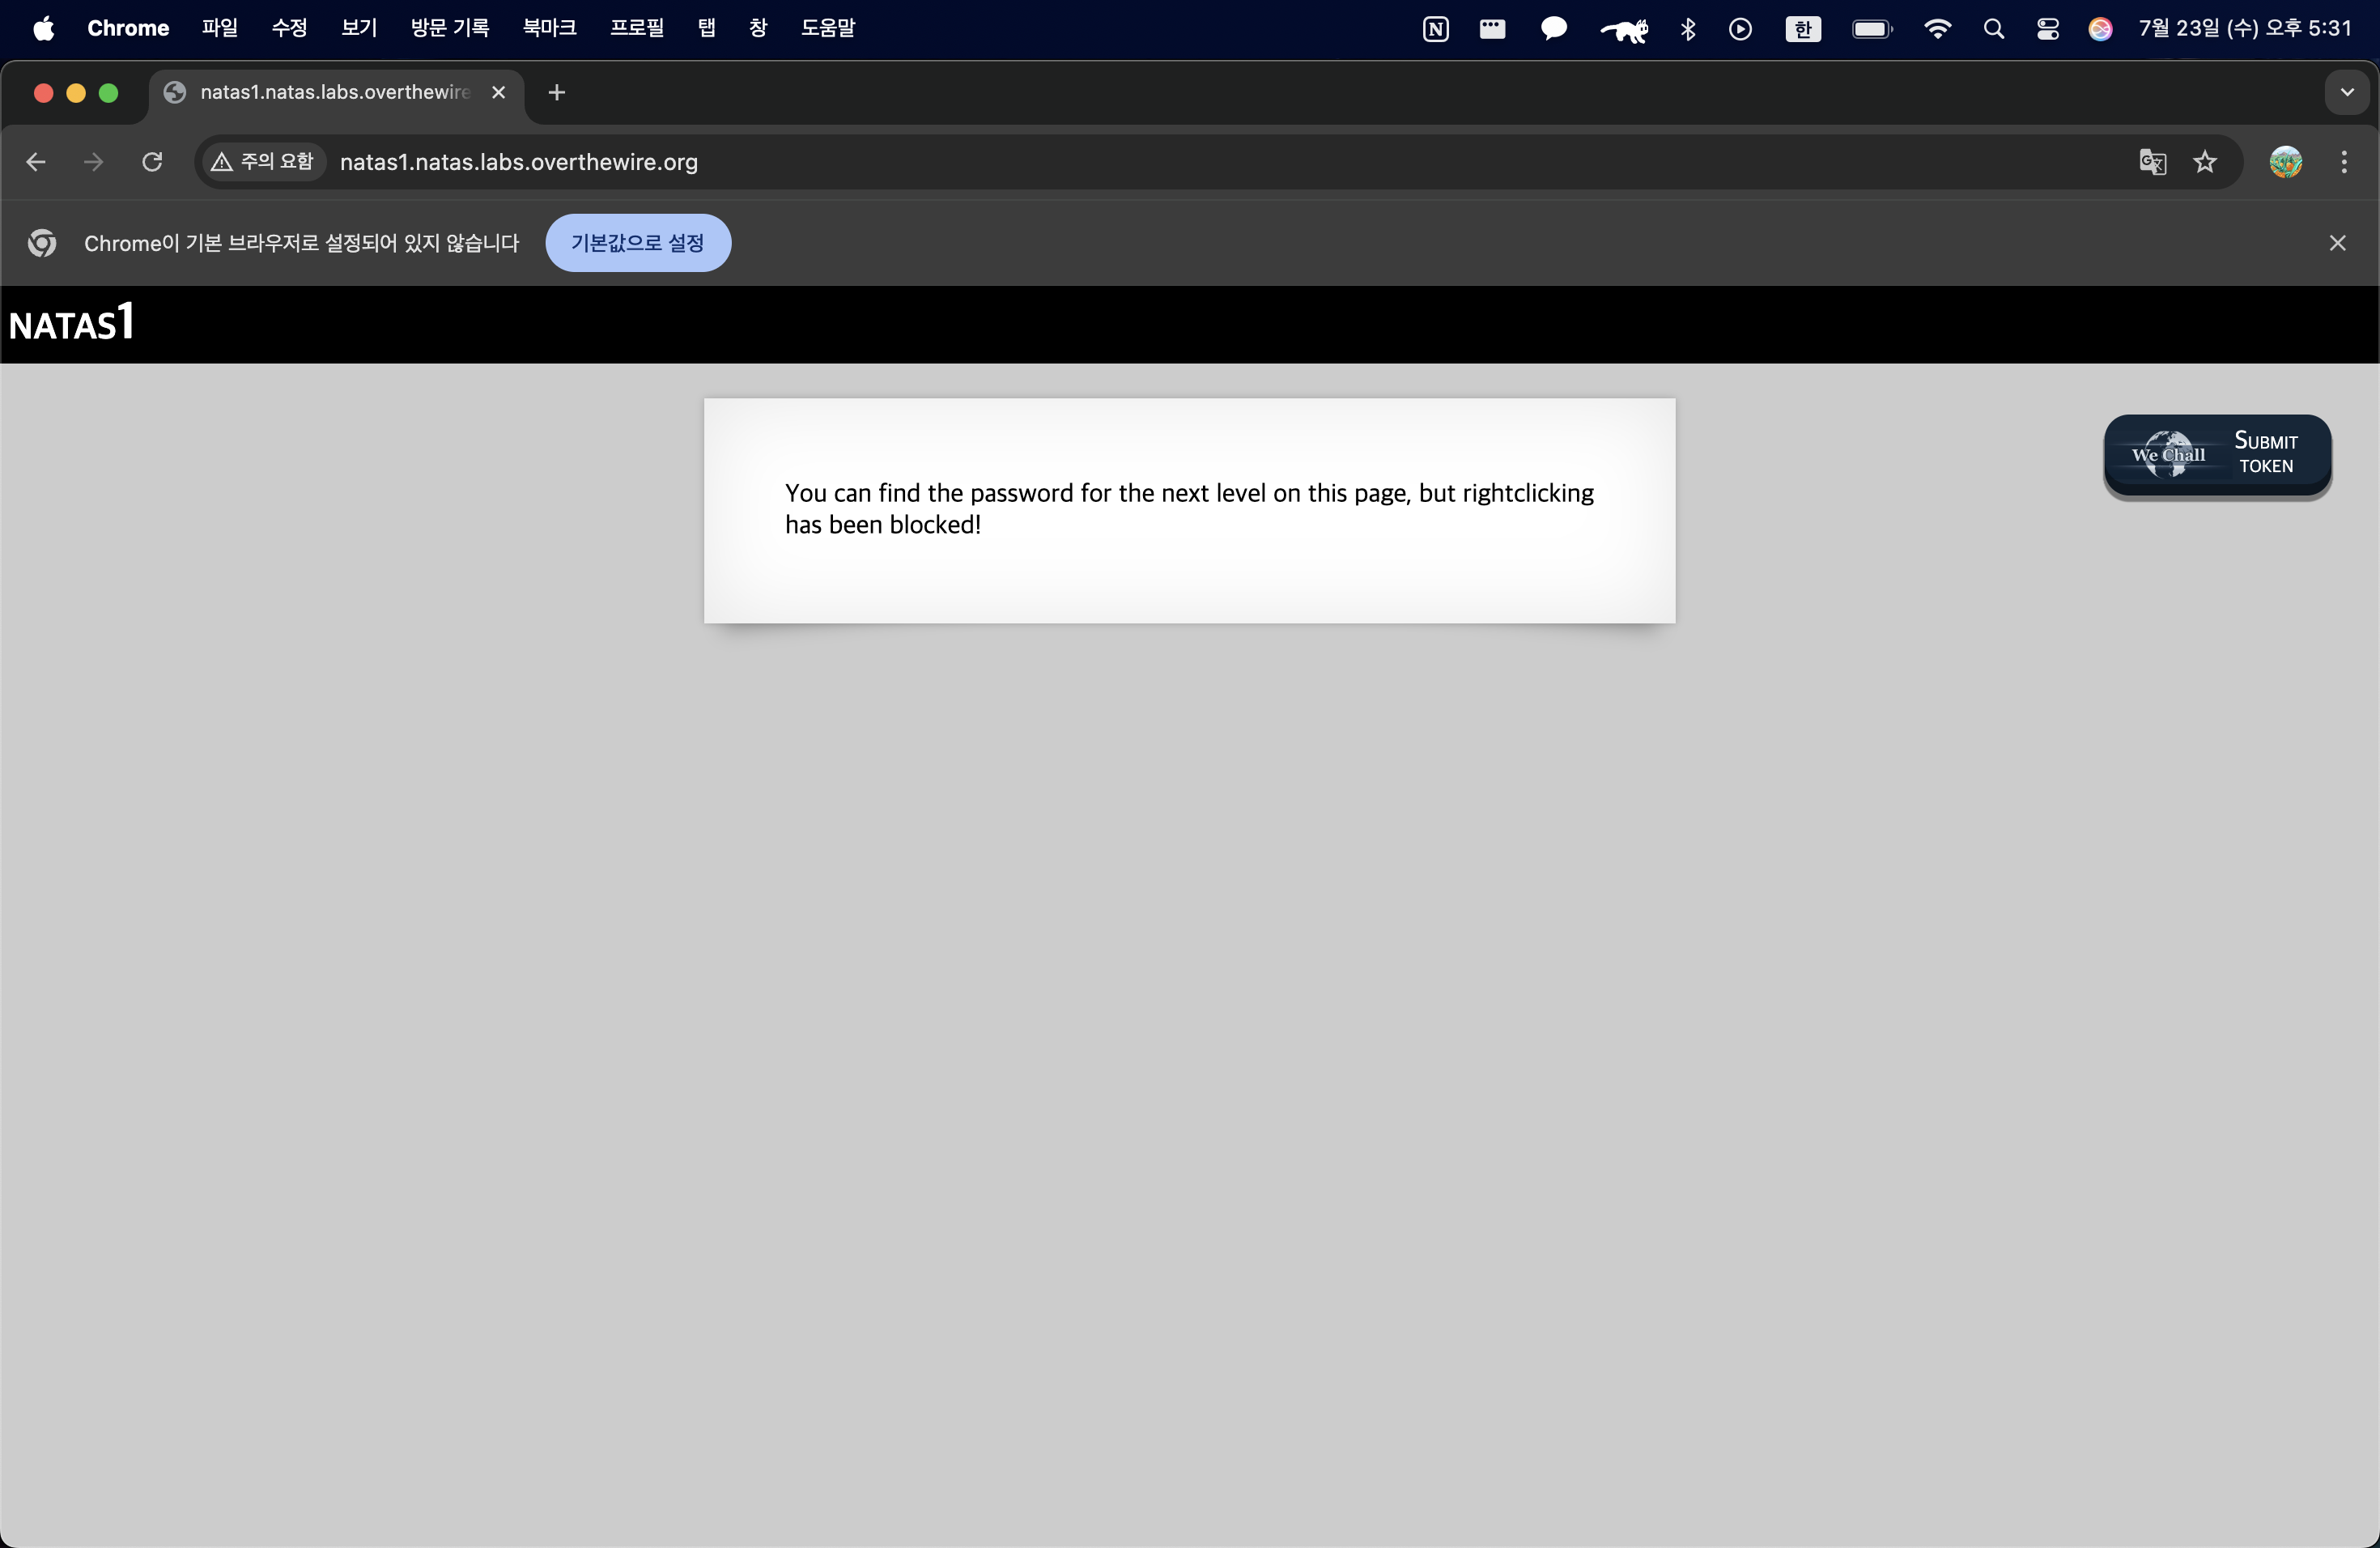 Chrome 파일 수정 보기 방문 기록 북마크 프로필 탭 창 도움말 N 한 7월 23일 (수) 오후 5:31
natas1.natas.labs.overthewire
주의 요함 natas1.natas.labs.overthewire.org
Chrome이 기본 브라우저로 설정되어 있지 않습니다 기본값으로 설정
NATAS1
You can find the password for the next level on this page, but rightclicking
has been blocked!
We Chall SUBMIT
TOKEN